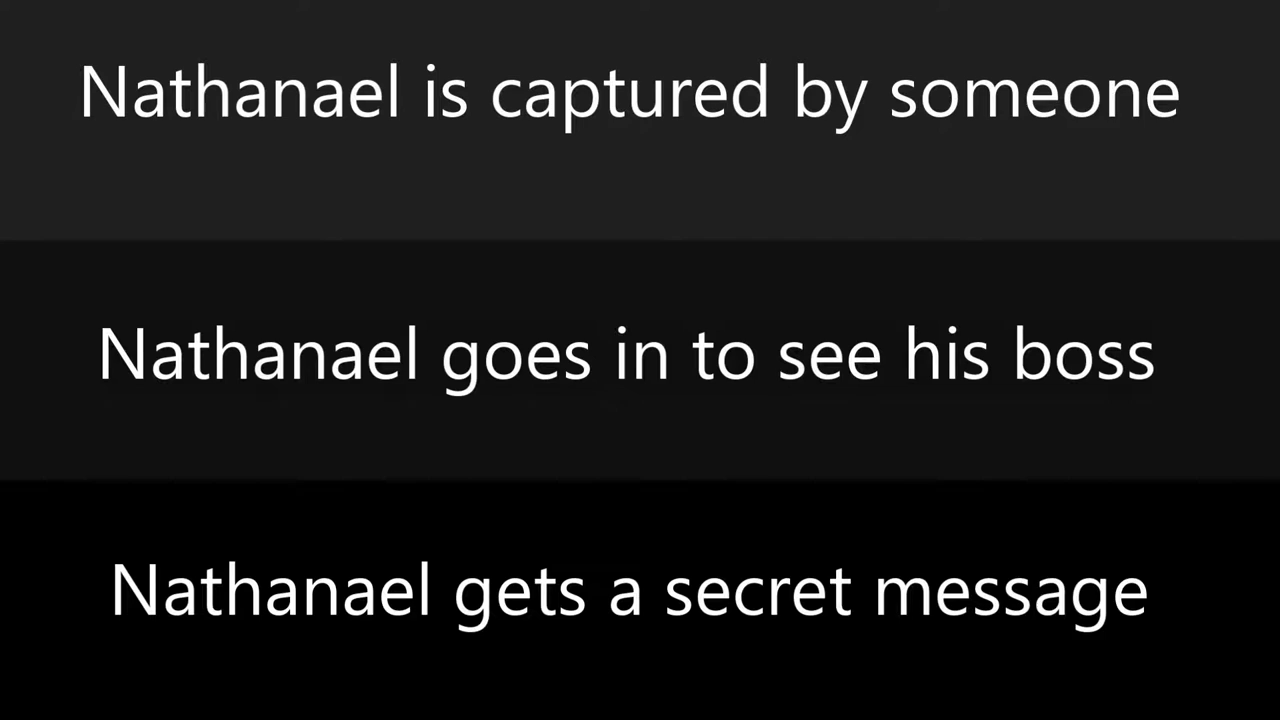 Nathanael is captured by someone
Nathanael goes in to see his boss
Nathanael gets a secret message